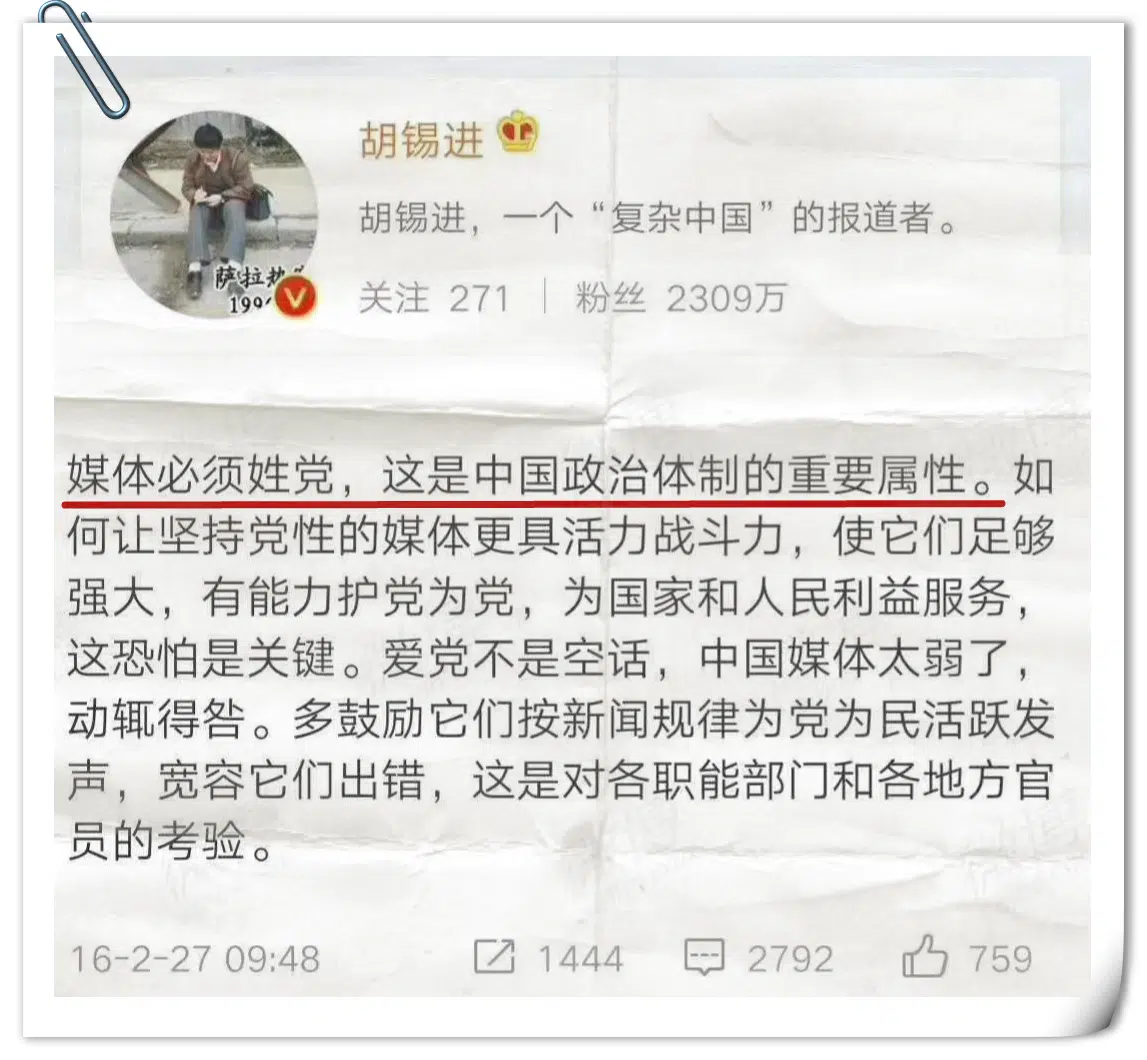 胡锡进
胡锡进，一个“复杂中国”的报道者。
关注 271 | 粉丝 2309万
萨拉热
199
V
媒体必须姓党，这是中国政治体制的重要属性。如
何让坚持党性的媒体更具活力战斗力，使它们足够
强大，有能力护党为党，为国家和人民利益服务，
这恐怕是关键。爱党不是空话，中国媒体太弱了，
动辄得咎。多鼓励它们按新闻规律为党为民活跃发
声，宽容它们出错，这是对各职能部门和各地方官
员的考验。
16-2-27 09:48 1444 2792 759